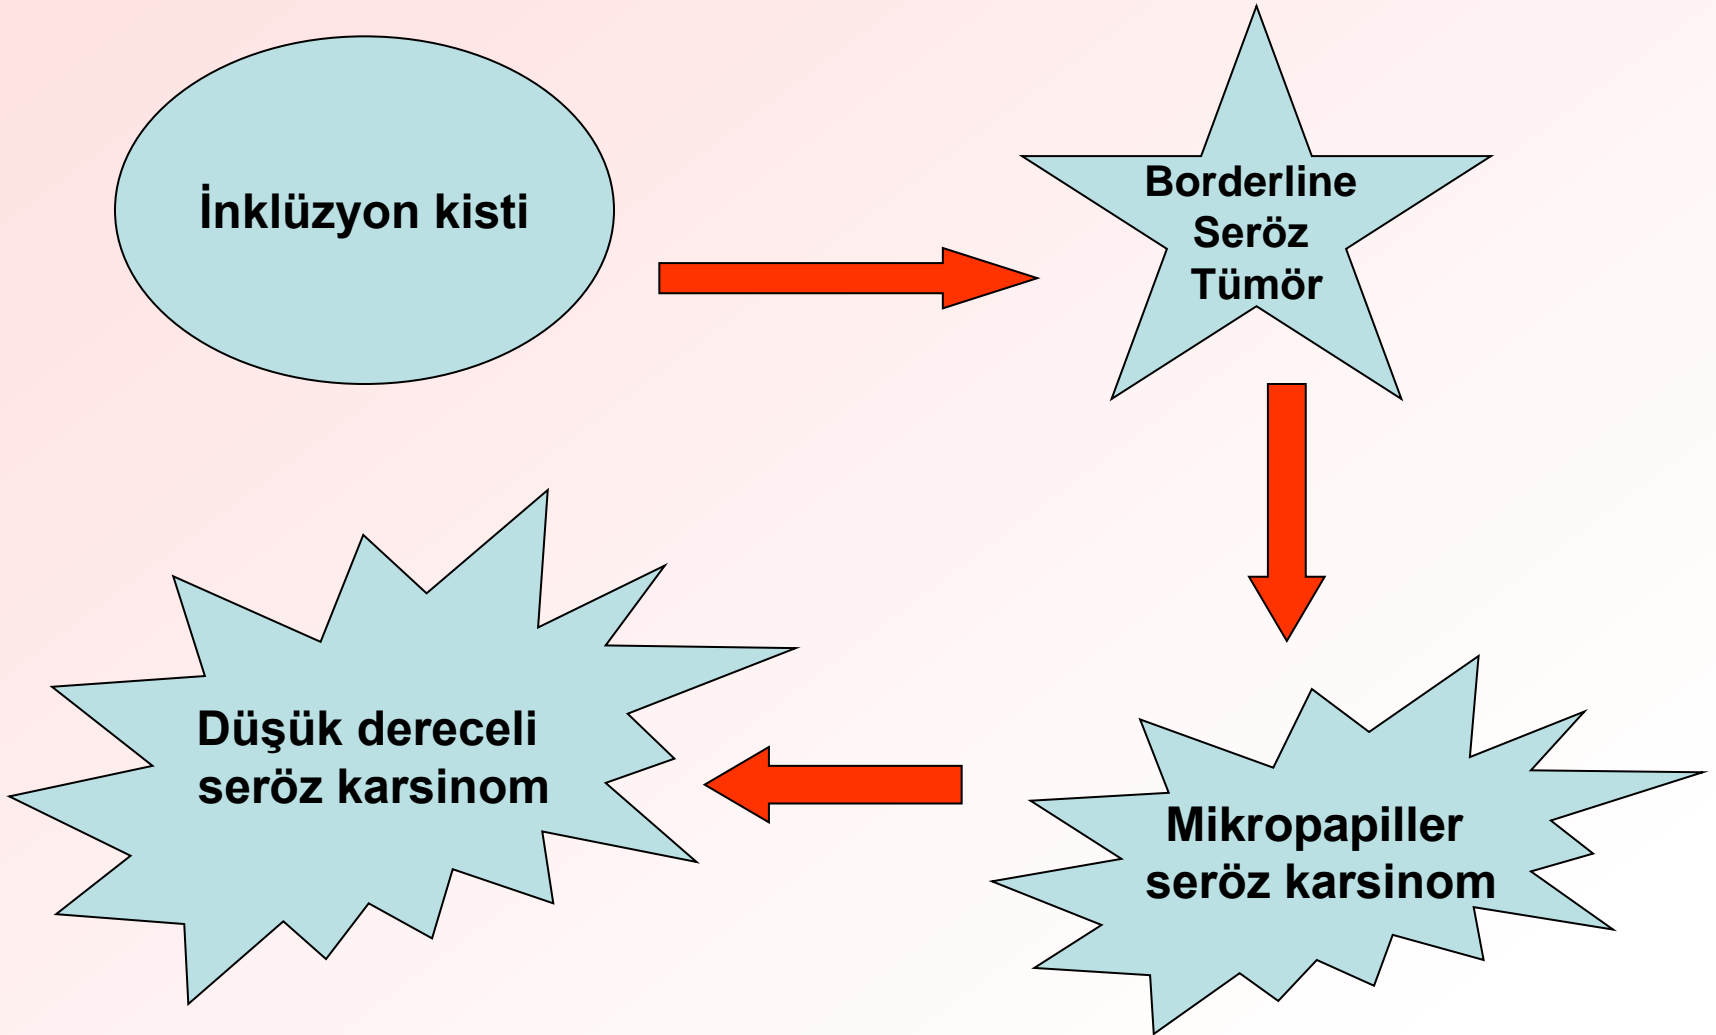 İnklüzyon kisti
Borderline
Seröz
Tümör
Mikropapiller
seröz karsinom
Düşük dereceli
seröz karsinom